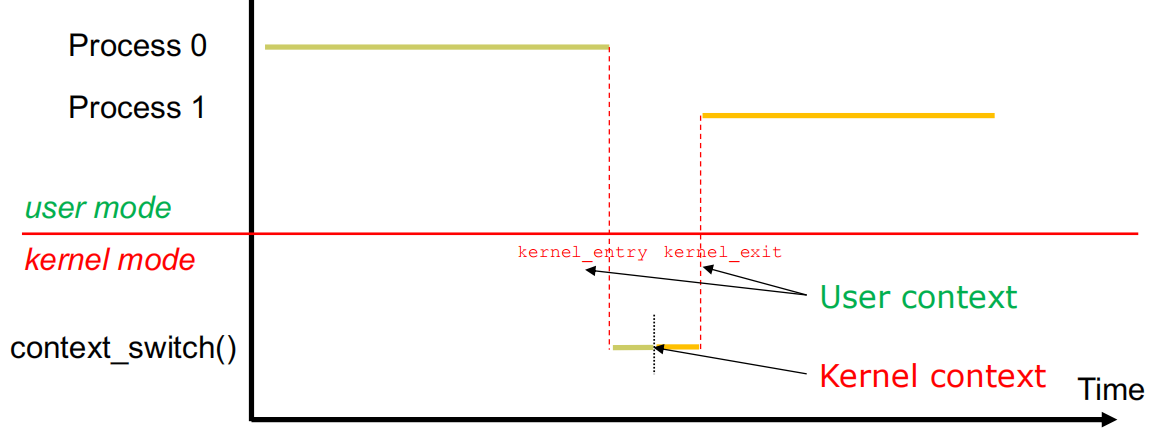 Process 0
Process 1
user mode
kernel mode
kernel_entry kernel_exit
User context
context_switch()
Kernel context
Time